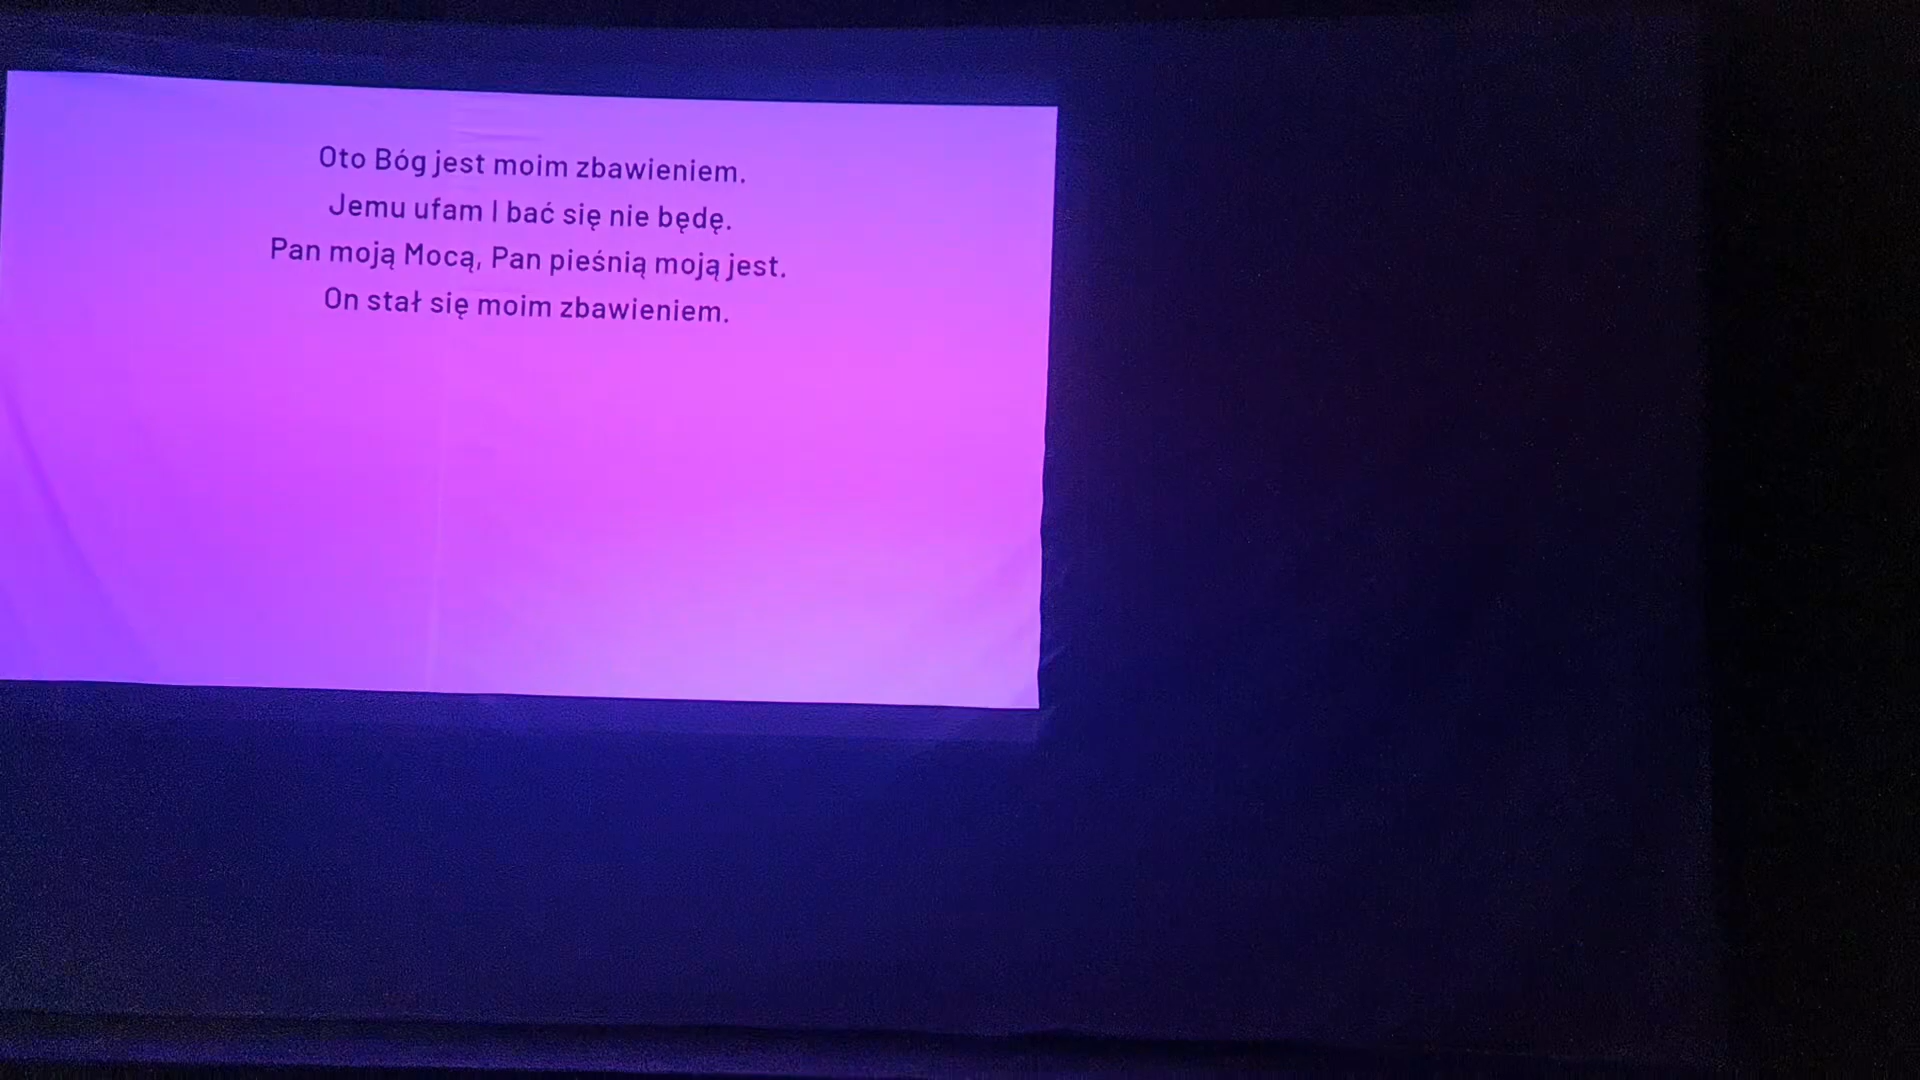 Oto Bóg jest moim zbawieniem.
Jemu ufam I bać się nie będę.
Pan moją Mocą, Pan pieśnią moją jest.
On stał się moim zbawieniem.